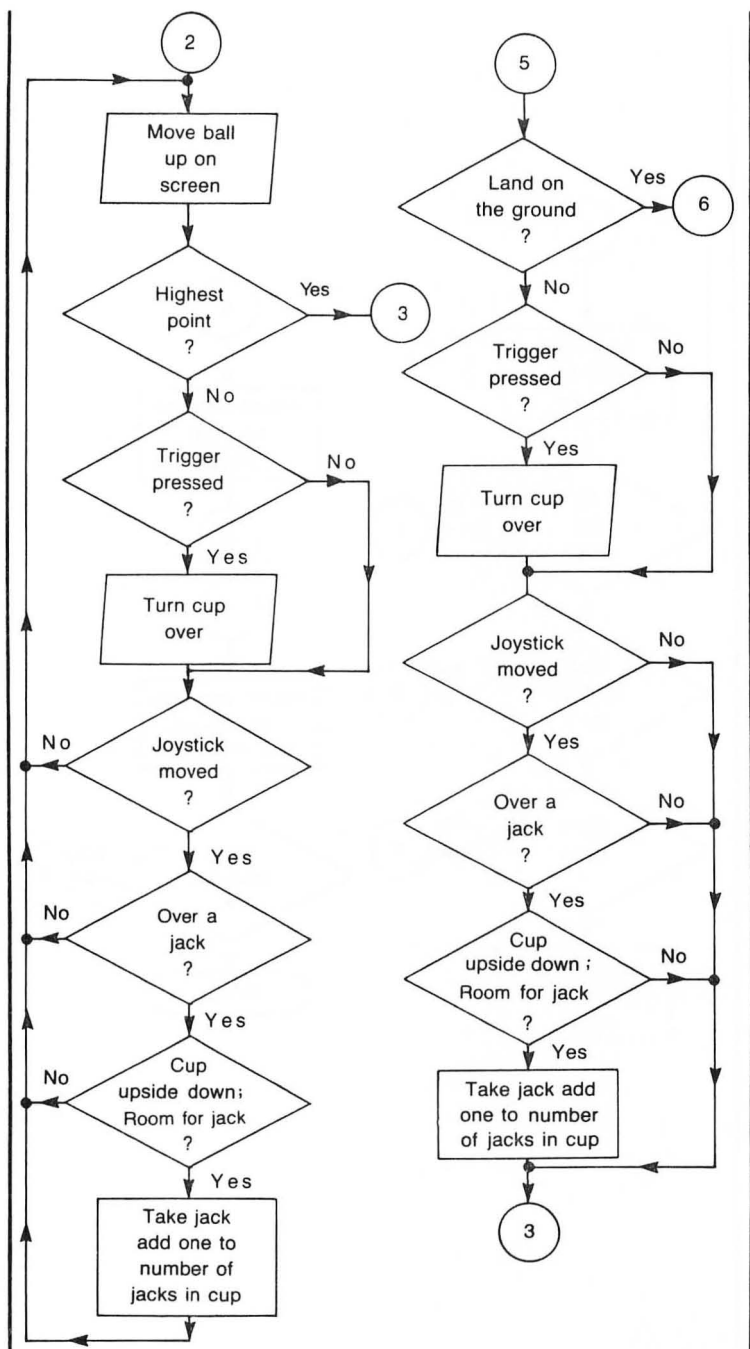 2
Move ball
up on
screen
Highest
point
?
Yes
3
No
Trigger
pressed
?
No
Yes
Turn cup
over
Joystick
moved
?
No
Yes
Over a
jack
?
No
Yes
Cup
upside down;
Room for jack
?
No
Yes
Take jack
add one to
number of
jacks in cup
5
Land on
the ground
?
Yes
6
No
Trigger
pressed
?
No
Yes
Turn cup
over
Joystick
moved
?
No
Yes
Over a
jack
?
No
Yes
Cup
upside down;
Room for jack
?
No
Yes
Take jack add
one to number
of jacks in cup
3